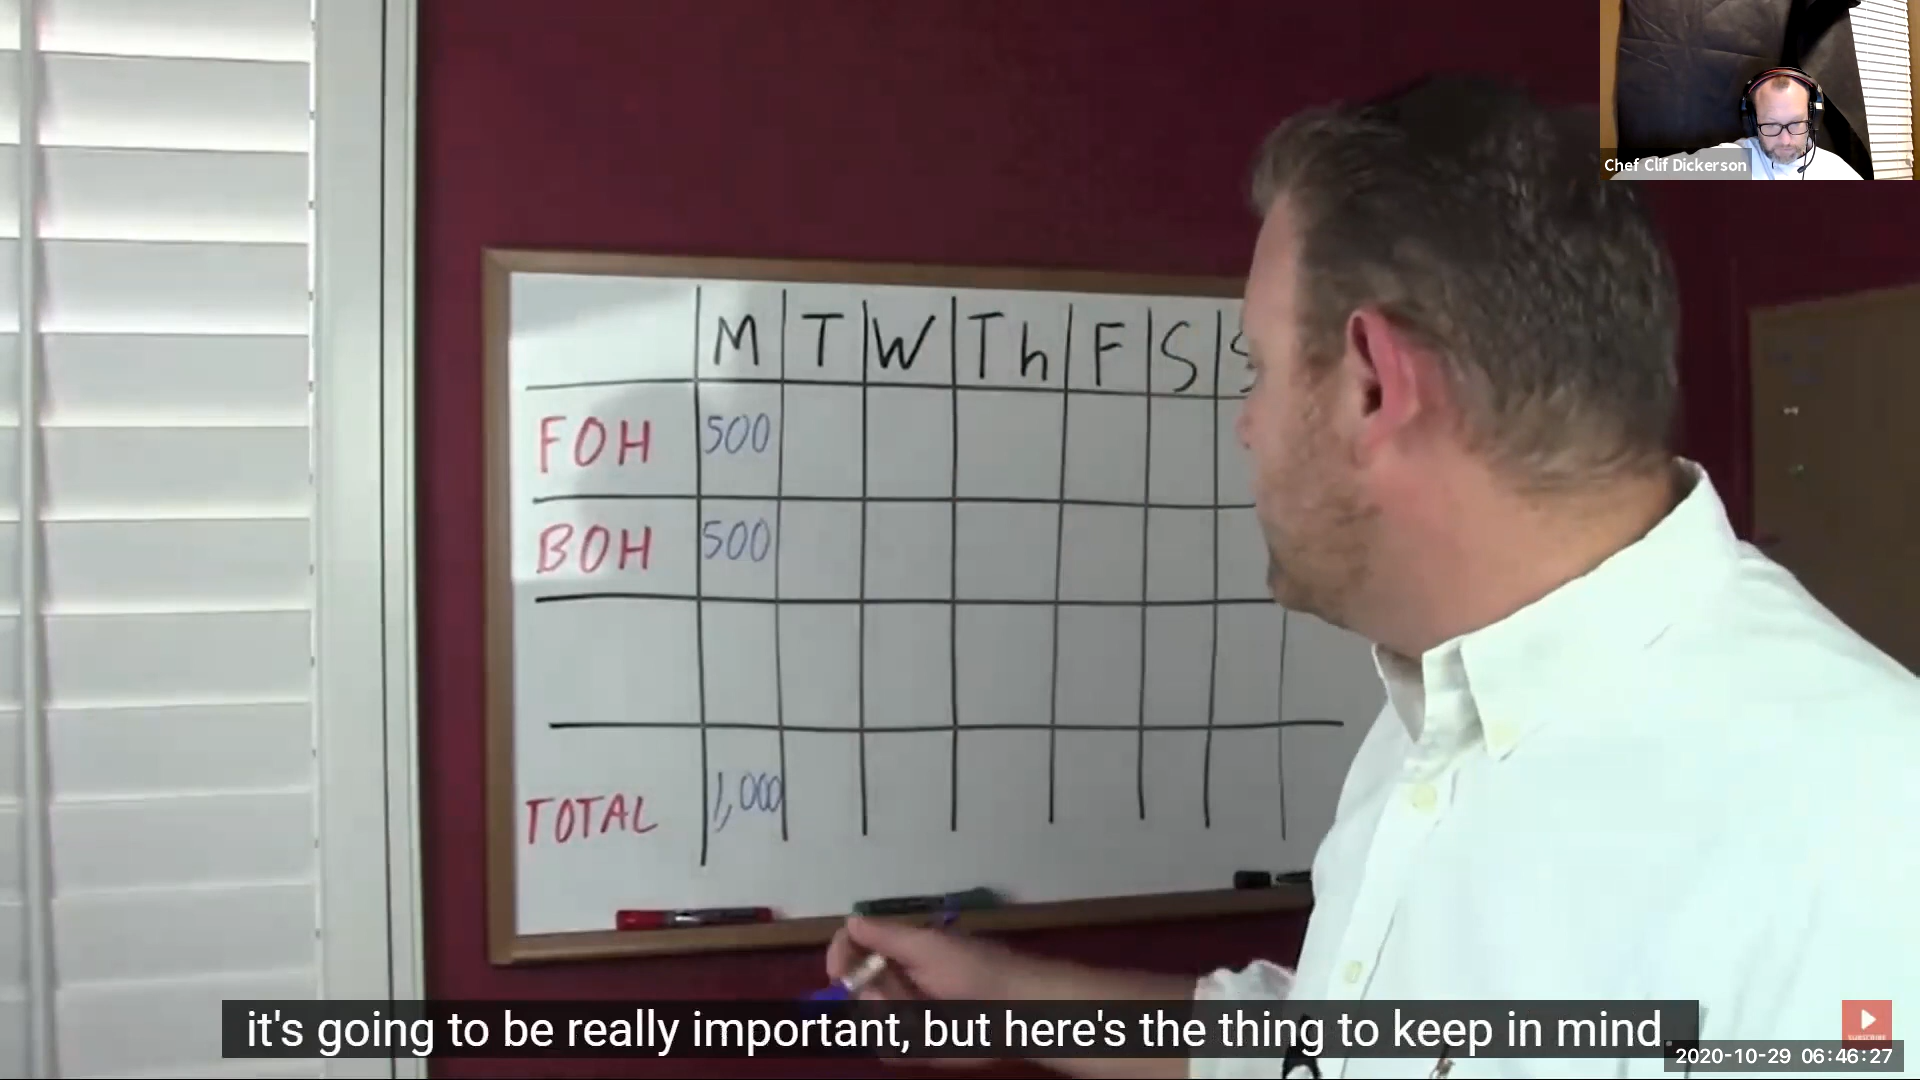 Chef Clif Dickerson
M T W Th F S S
FOH 500
BOH 500
TOTAL 1,000
it's going to be really important, but here's the thing to keep in mind.
SUBSCRIBE
2020-10-29 06:46:27